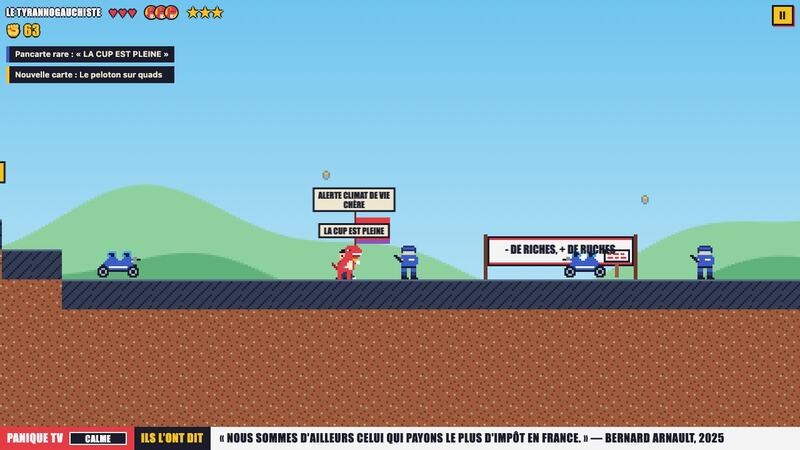 LE TYRANNOGAUCHISTE
63
Pancarte rare : « LA CUP EST PLEINE »
Nouvelle carte : Le peloton sur quads
ALERTE CLIMAT DE VIE
CHÈRE
LA CUP EST PLEINE
- DE RICHES, + DE RUCHES
PANIQUE TV
CALME
ILS L'ONT DIT
« NOUS SOMMES D'AILLEURS CELUI QUI PAYONS LE PLUS D'IMPÔT EN FRANCE. » — BERNARD ARNAULT, 2025